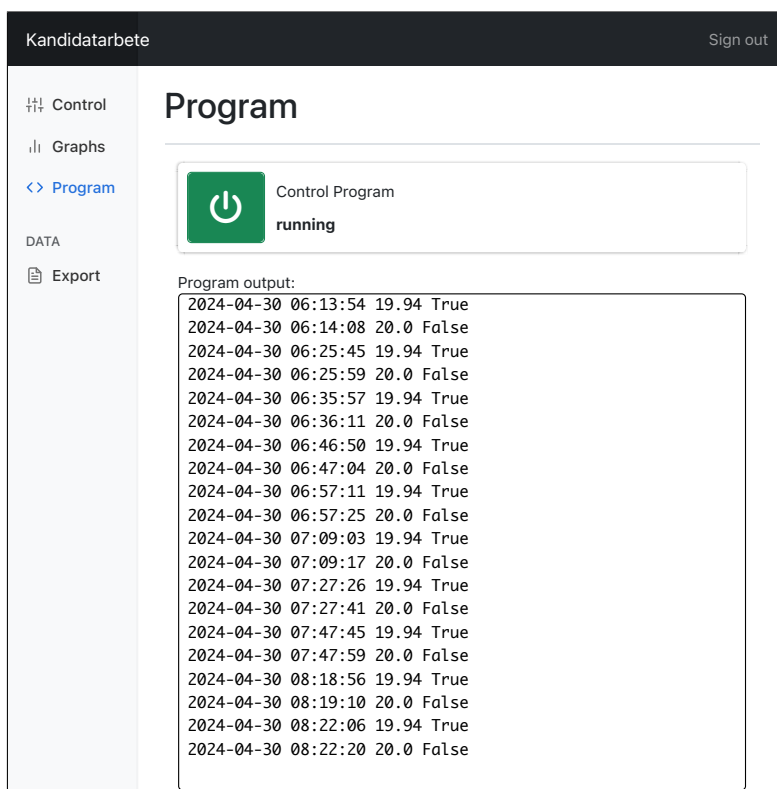 Kandidatarbete
Sign out
Control
Graphs
Program
DATA
Export
Program
Control Program
running
Program output:
2024-04-30 06:13:54 19.94 True
2024-04-30 06:14:08 20.0 False
2024-04-30 06:25:45 19.94 True
2024-04-30 06:25:59 20.0 False
2024-04-30 06:35:57 19.94 True
2024-04-30 06:36:11 20.0 False
2024-04-30 06:46:50 19.94 True
2024-04-30 06:47:04 20.0 False
2024-04-30 06:57:11 19.94 True
2024-04-30 06:57:25 20.0 False
2024-04-30 07:09:03 19.94 True
2024-04-30 07:09:17 20.0 False
2024-04-30 07:27:26 19.94 True
2024-04-30 07:27:41 20.0 False
2024-04-30 07:47:45 19.94 True
2024-04-30 07:47:59 20.0 False
2024-04-30 08:18:56 19.94 True
2024-04-30 08:19:10 20.0 False
2024-04-30 08:22:06 19.94 True
2024-04-30 08:22:20 20.0 False